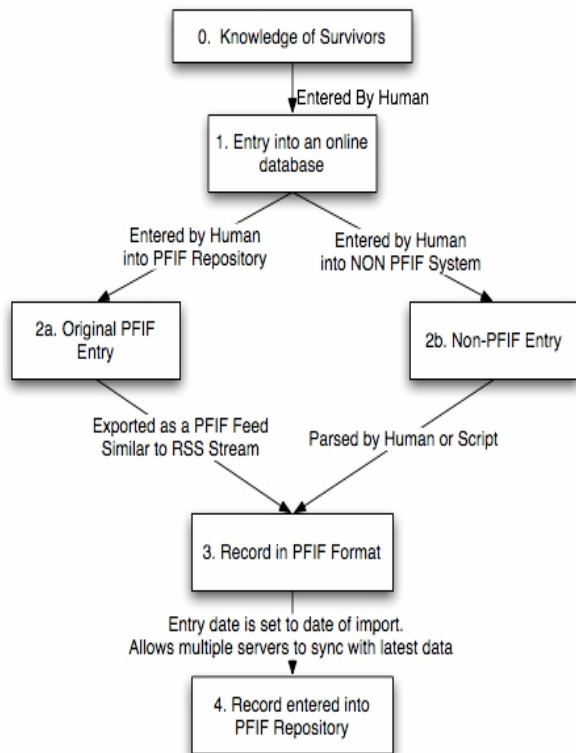 0. Knowledge of Survivors
Entered By Human
1. Entry into an online
database
Entered by Human
into PFIF Repository
Entered by Human
into NON PFIF System
2a. Original PFIF
Entry
2b. Non-PFIF Entry
Exported as a PFIF Feed
Similar to RSS Stream
Parsed by Human or Script
3. Record in PFIF Format
Entry date is set to date of import.
Allows multiple servers to sync with latest data
4. Record entered into
PFIF Repository